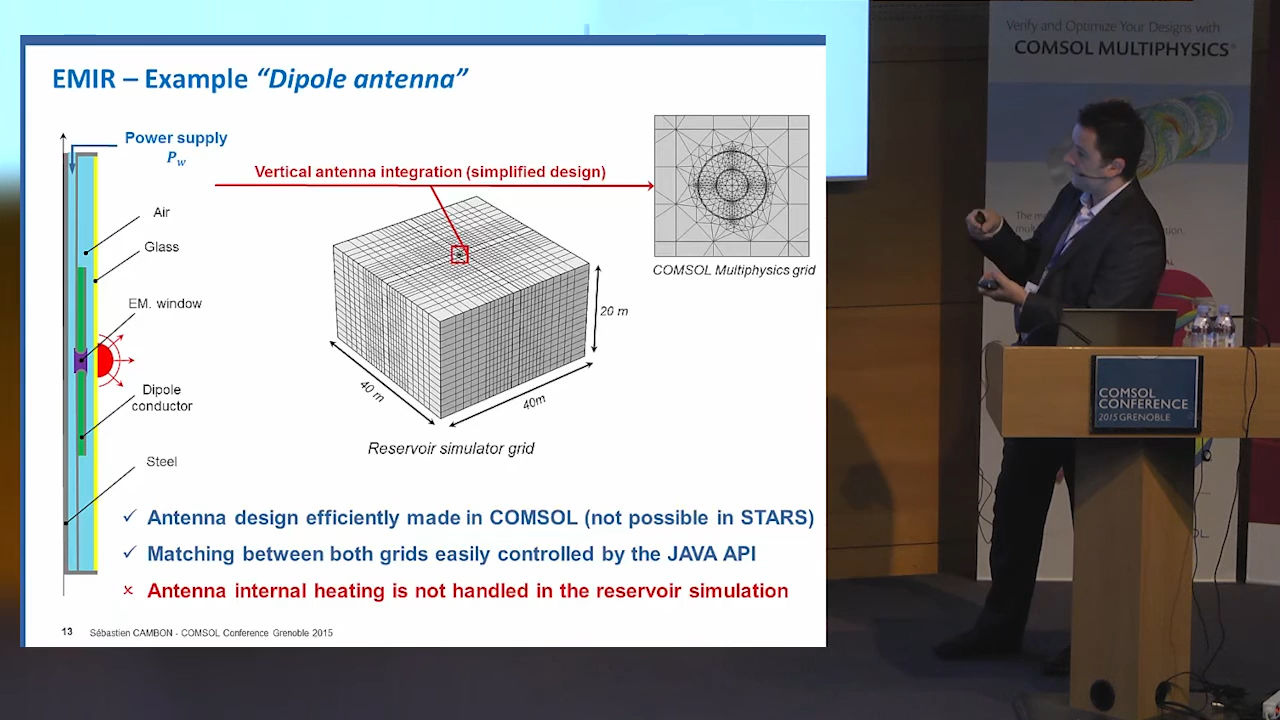 EMIR – Example “Dipole antenna”
Power supply
Pw
Vertical antenna integration (simplified design)
Air
Glass
EM. window
Dipole
conductor
Steel
COMSOL Multiphysics grid
20 m
40 m
40m
Reservoir simulator grid
✓ Antenna design efficiently made in COMSOL (not possible in STARS)
✓ Matching between both grids easily controlled by the JAVA API
× Antenna internal heating is not handled in the reservoir simulation
13 Sébastien CAMBON - COMSOL Conference Grenoble 2015
Verify and Optimize Your Designs with
COMSOL MULTIPHYSICS®
COMSOL
CONFERENCE
2015 GRENOBLE